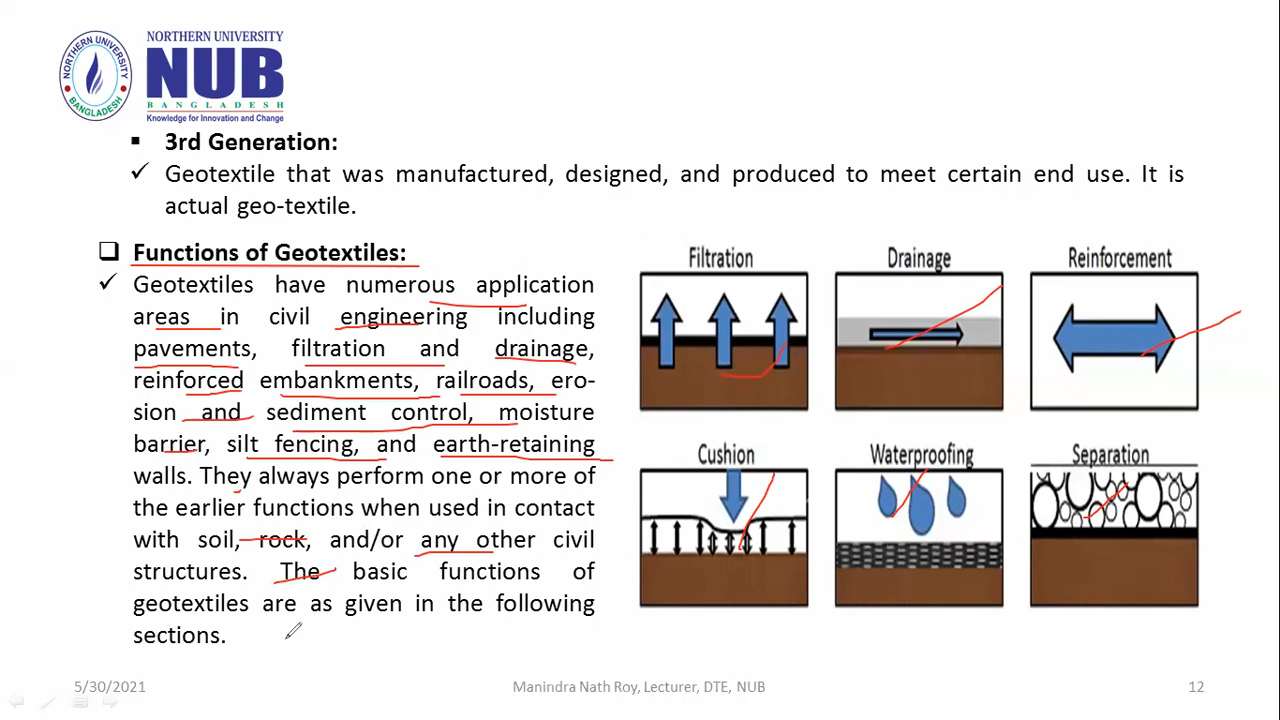 NORTHERN UNIVERSITY
NUB
BANGLADESH
Knowledge for Innovation and Change
NORTHERN UNIVERSITY
BANGLADESH
▪ 3rd Generation:
✓ Geotextile that was manufactured, designed, and produced to meet certain end use. It is
actual geo-textile.
❑ Functions of Geotextiles:
✓ Geotextiles have numerous application
areas in civil engineering including
pavements, filtration and drainage,
reinforced embankments, railroads, ero-
sion and sediment control, moisture
barrier, silt fencing, and earth-retaining
walls. They always perform one or more of
the earlier functions when used in contact
with soil, rock, and/or any other civil
structures. The basic functions of
geotextiles are as given in the following
sections.
Filtration Drainage Reinforcement
Cushion Waterproofing Separation
5/30/2021 Manindra Nath Roy, Lecturer, DTE, NUB 12